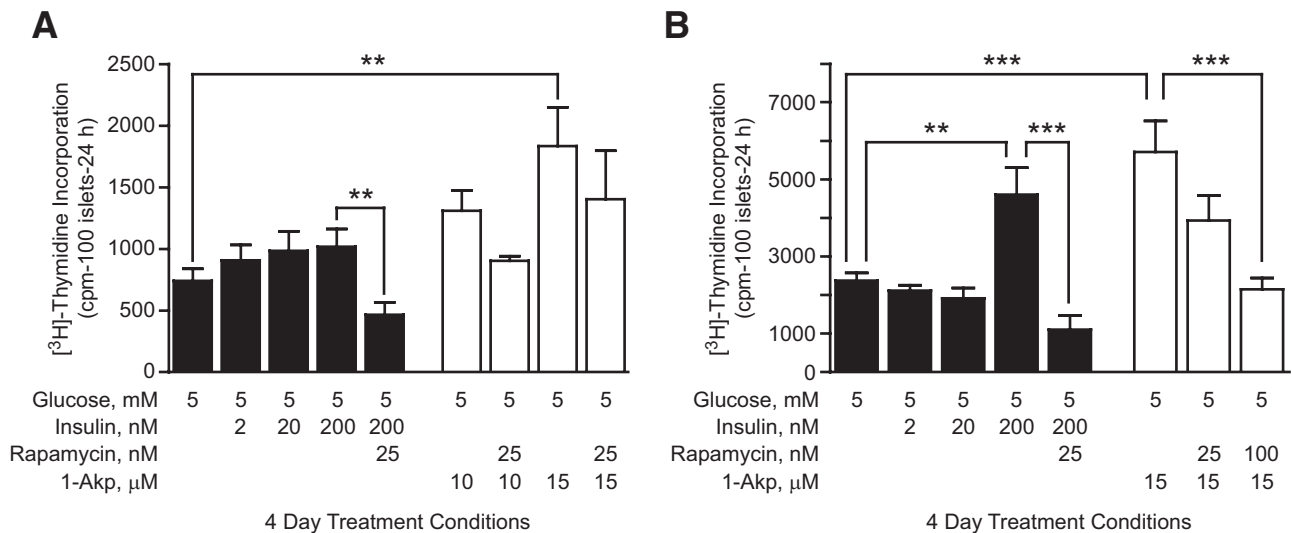 A
[³H]-Thymidine Incorporation
(cpm-100 islets-24 h)
2500
2000
1500
1000
500
0
**
**
Glucose, mM 5 5 5 5 5 5 5 5 5
Insulin, nM 2 20 200 200
Rapamycin, nM 25 25 25
1-Akp, μM 10 10 15 15
4 Day Treatment Conditions
B
[³H]-Thymidine Incorporation
(cpm-100 islets-24 h)
7000
5000
3000
1000
0
*** ***
** ***
Glucose, mM 5 5 5 5 5 5 5 5
Insulin, nM 2 20 200 200
Rapamycin, nM 25 25 100
1-Akp, μM 15 15 15
4 Day Treatment Conditions